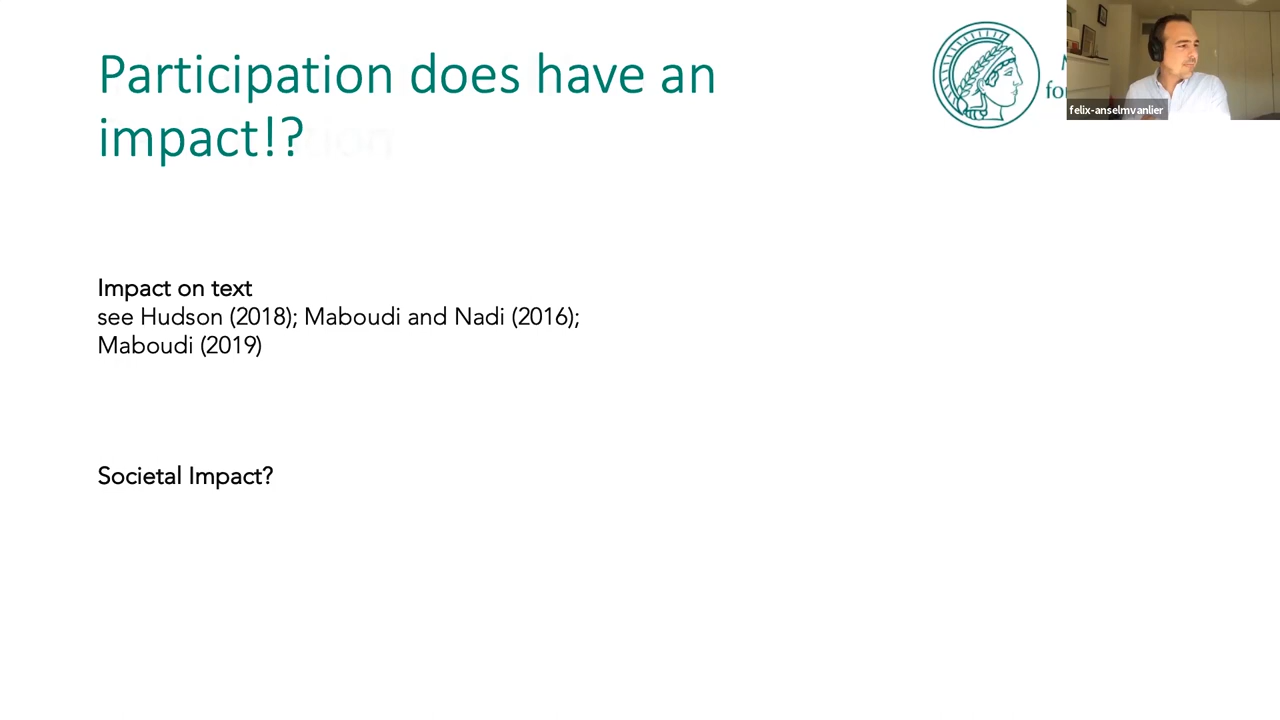 Participation does have an
impact!?
for
felix-anselmvanlier
Impact on text
see Hudson (2018); Maboudi and Nadi (2016);
Maboudi (2019)
Societal Impact?